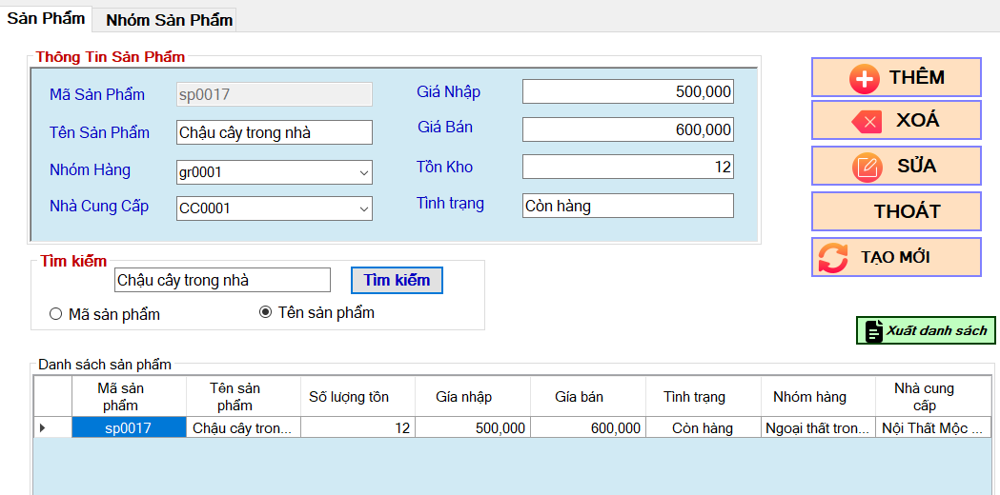 Sản Phẩm
Nhóm Sản Phẩm
Thông Tin Sản Phẩm
Mã Sản Phẩm
sp0017
Tên Sản Phẩm
Chậu cây trong nhà
Nhóm Hàng
gr0001
Nhà Cung Cấp
CC0001
Giá Nhập
500,000
Giá Bán
600,000
Tồn Kho
12
Tình trạng
Còn hàng
THÊM
XOÁ
SỬA
THOÁT
TẠO MỚI
Tìm kiếm
Chậu cây trong nhà
Tìm kiếm
Mã sản phẩm
Tên sản phẩm
Xuất danh sách
Danh sách sản phẩm
Mã sản phẩm
Tên sản phẩm
Số lượng tồn
Gía nhập
Gía bán
Tình trạng
Nhóm hàng
Nhà cung cấp
sp0017
Chậu cây tron...
12
500,000
600,000
Còn hàng
Ngoại thất tron...
Nội Thất Mộc ...